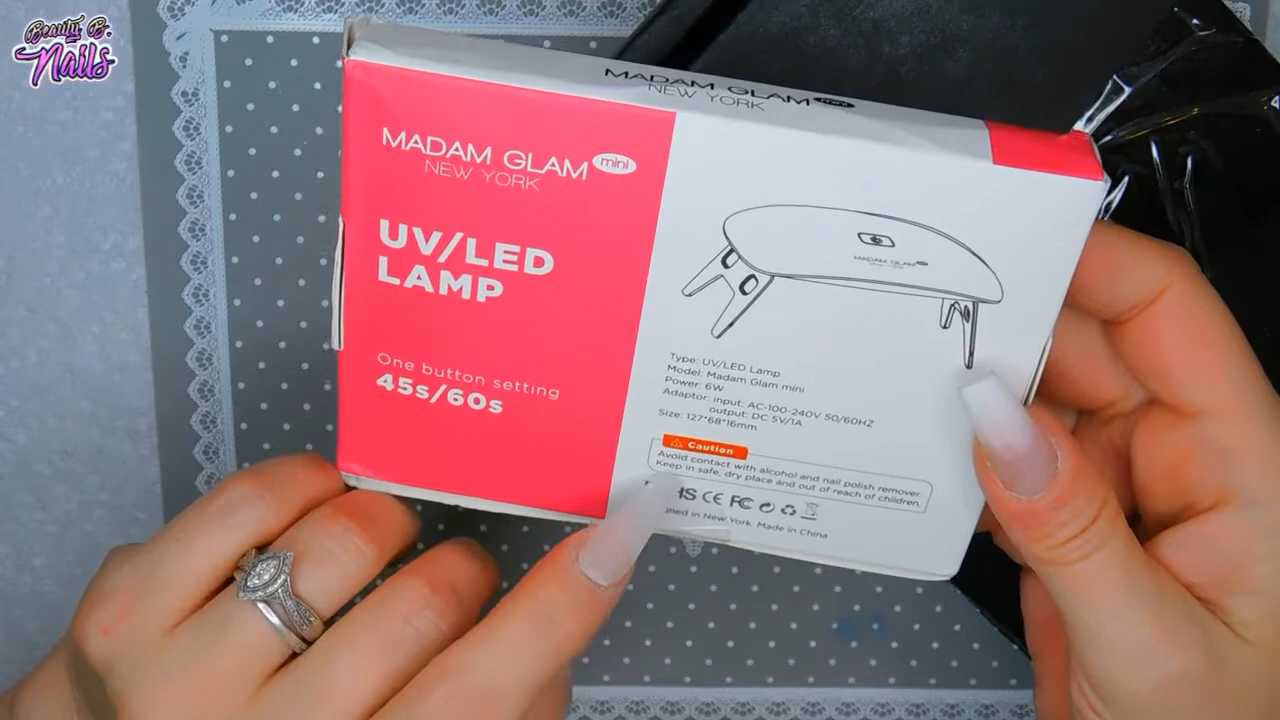 Beauty B.
Nails
MADAM GLAM mini
NEW YORK
MADAM GLAM mini
NEW YORK
UV/LED
LAMP
One button setting
45s/60s
MADAM GLAM
Type: UV/LED Lamp
Model: Madam Glam mini
Power: 6W
Adaptor: input: AC-100-240V 50/60HZ
output: DC 5V/1A
Size: 127*68*16mm
Caution
Avoid contact with alcohol and nail polish remover.
Keep in safe, dry place and out of reach of children.
CE FC
in New York. Made in China